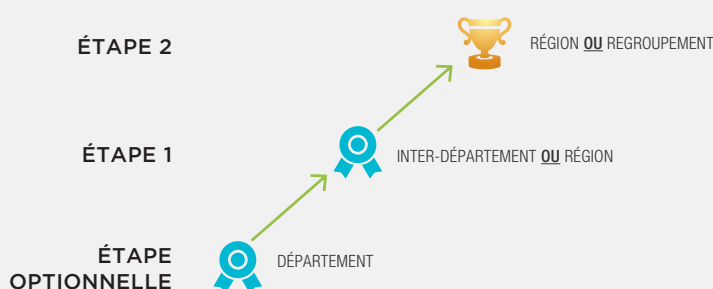 ÉTAPE 2
RÉGION OU REGROUPEMENT
ÉTAPE 1
INTER-DÉPARTEMENT OU RÉGION
ÉTAPE
OPTIONNELLE
DÉPARTEMENT